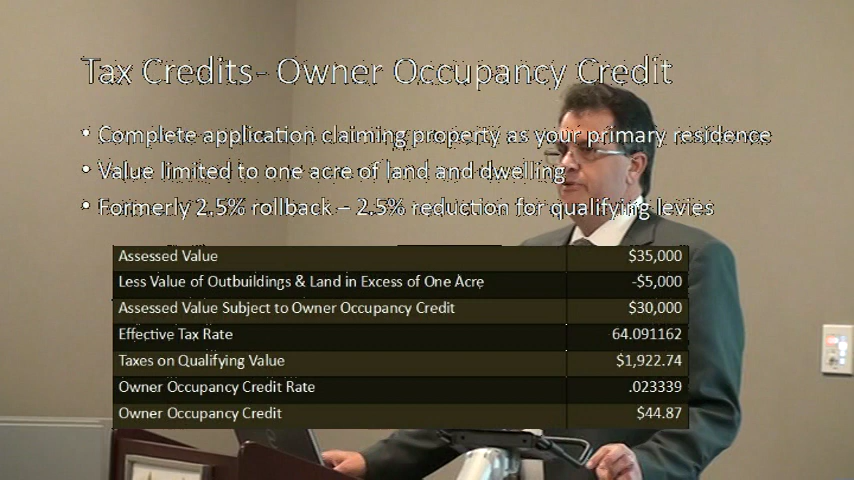 Tax Credits- Owner Occupancy Credit
• Complete application claiming property as your primary residence
• Value limited to one acre of land and dwelling
• Formerly 2.5% rollback – 2.5% reduction for qualifying levies
Assessed Value $35,000
Less Value of Outbuildings & Land in Excess of One Acre -$5,000
Assessed Value Subject to Owner Occupancy Credit $30,000
Effective Tax Rate 64.091162
Taxes on Qualifying Value $1,922.74
Owner Occupancy Credit Rate .023339
Owner Occupancy Credit $44.87